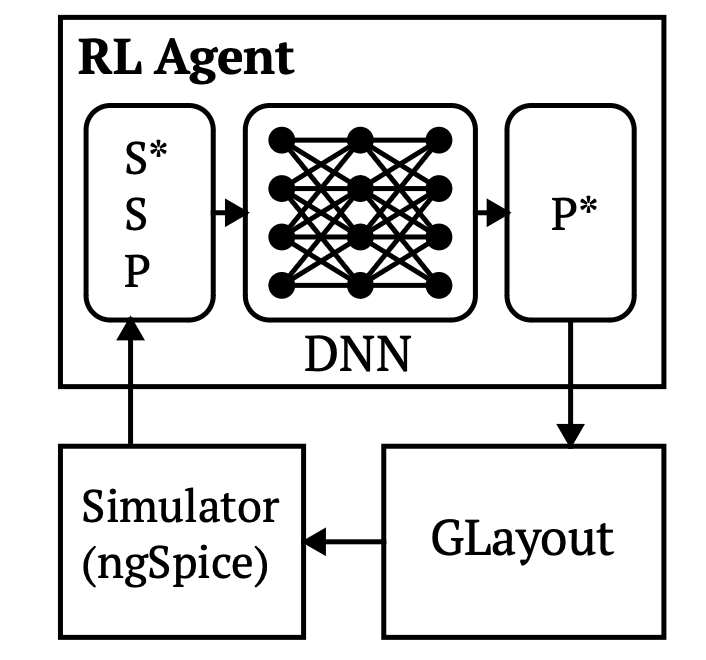 RL Agent
S*
S
P
P*
DNN
Simulator
(ngSpice)
GLayout